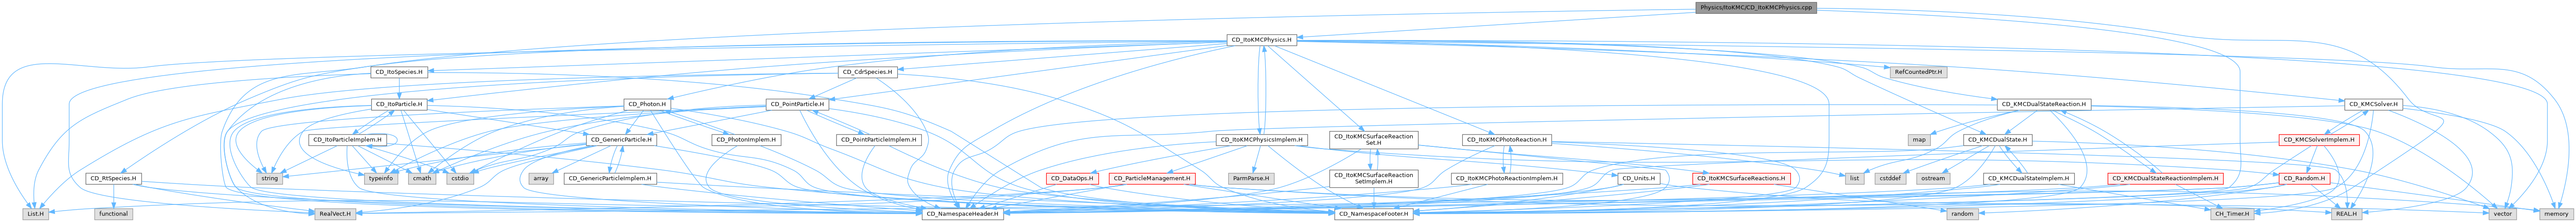 Physics/ItoKMC/CD_ItoKMCPhysics.cpp
CD_ItoKMCPhysics.H
CD_ItoSpecies.H
CD_CdrSpecies.H
RefCountedPtr.H
CD_ItoParticle.H
CD_Photon.H
CD_PointParticle.H
CD_KMCDualStateReaction.H
CD_KMCSolver.H
CD_ItoParticleImplem.H
CD_GenericParticle.H
CD_PhotonImplem.H
CD_PointParticleImplem.H
CD_ItoKMCPhysicsImplem.H
CD_ItoKMCSurfaceReaction
Set.H
CD_ItoKMCPhotoReaction.H
map
CD_KMCDualState.H
CD_KMCSolverImplem.H
CD_RtSpecies.H
string
typeinfo
cmath
cstdio
array
CD_GenericParticleImplem.H
CD_DataOps.H
CD_ParticleManagement.H
ParmParse.H
CD_ItoKMCSurfaceReaction
SetImplem.H
CD_ItoKMCPhotoReactionImplem.H
CD_Units.H
CD_ItoKMCSurfaceReactions.H
list
cstddef
ostream
CD_KMCDualStateImplem.H
CD_KMCDualStateReactionImplem.H
CD_Random.H
List.H
functional
RealVect.H
CD_NamespaceHeader.H
CD_NamespaceFooter.H
random
CH_Timer.H
REAL.H
vector
memory